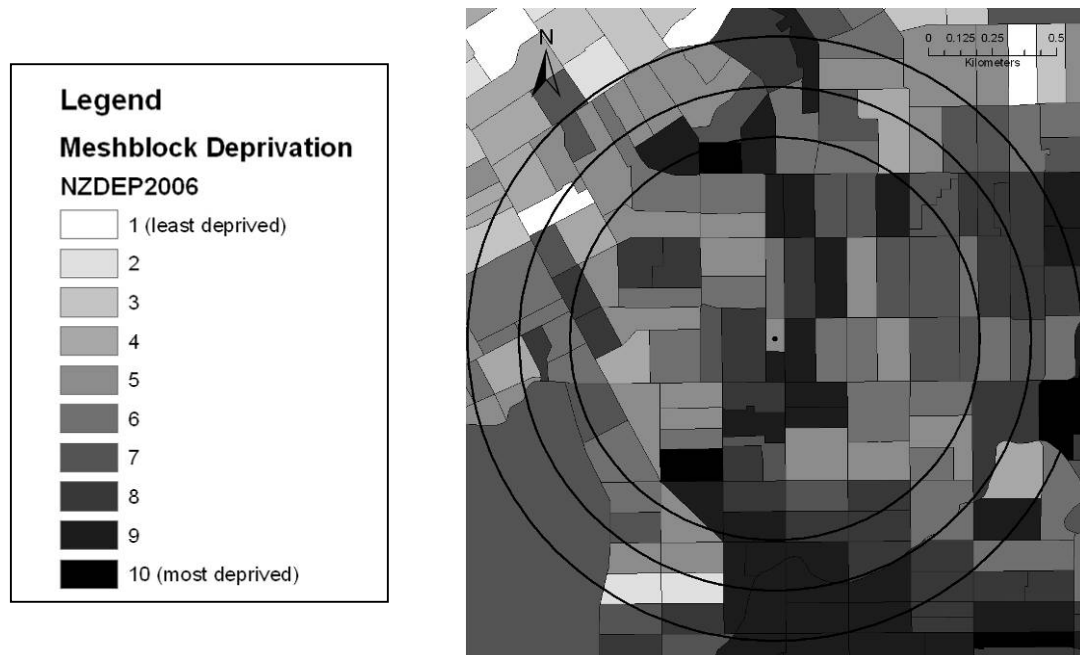 Legend
Meshblock Deprivation
NZDEP2006
1 (least deprived)
2
3
4
5
6
7
8
9
10 (most deprived)
N
0 0.125 0.25 0.5
Kilometers